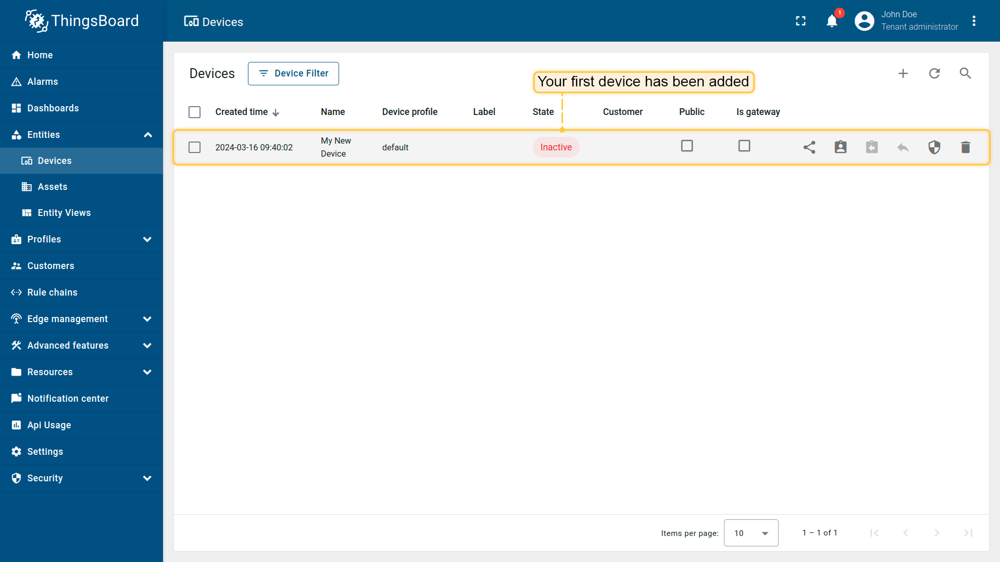 ThingsBoard
Devices
1
John Doe
Tenant administrator
Home
Alarms
Dashboards
Entities
Devices
Assets
Entity Views
Profiles
Customers
Rule chains
Edge management
Advanced features
Resources
Notification center
Api Usage
Settings
Security
Devices
Device Filter
Your first device has been added
Created time Name Device profile Label State Customer Public Is gateway
2024-03-16 09:40:02 My New default Inactive
Device
Items per page: 10 1 – 1 of 1